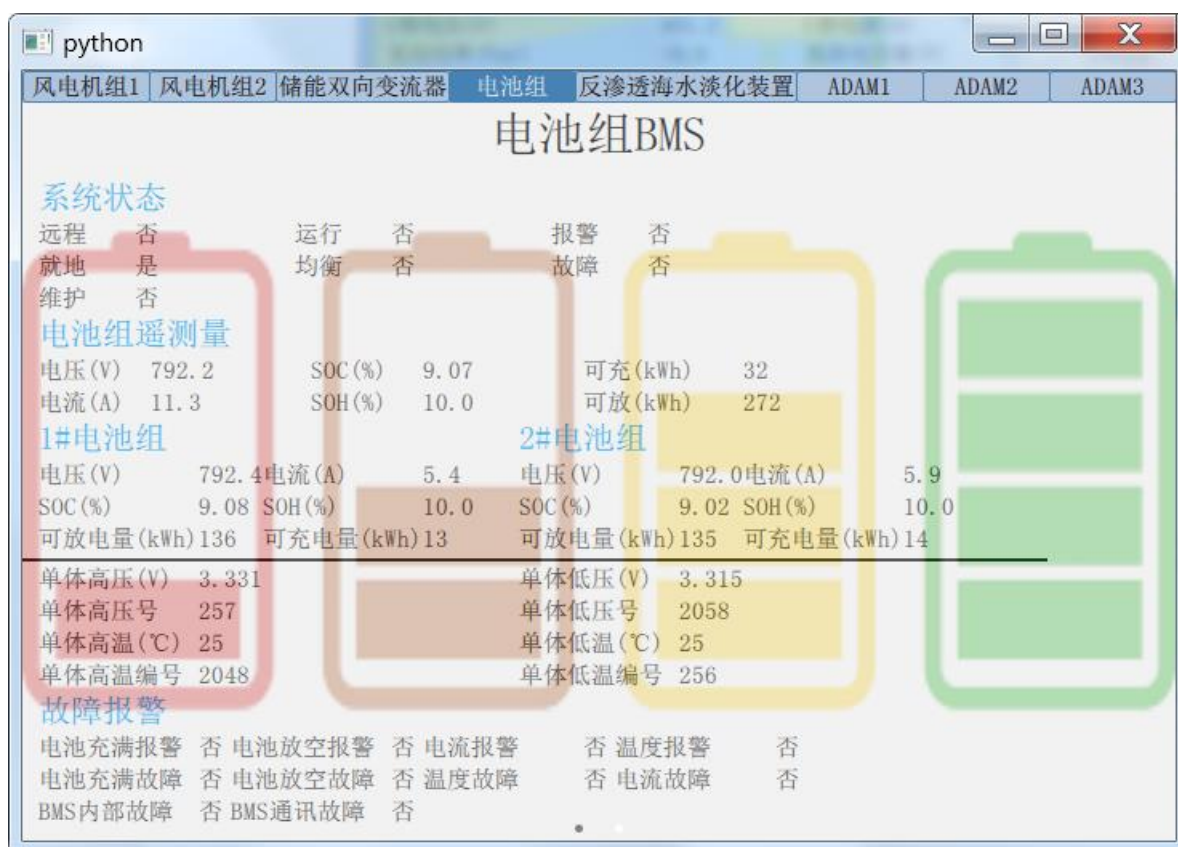 python
风电机组1 风电机组2 储能双向变流器 电池组 反渗透海水淡化装置 ADAM1 ADAM2 ADAM3
电池组BMS
系统状态
远程 否 运行 否 报警 否
就地 是 均衡 否 故障 否
维护 否
电池组遥测量
电压(V) 792.2 SOC(%) 9.07 可充(kWh) 32
电流(A) 11.3 SOH(%) 10.0 可放(kWh) 272
1#电池组 2#电池组
电压(V) 792.4电流(A) 5.4 电压(V) 792.0电流(A) 5.9
SOC(%) 9.08 SOH(%) 10.0 SOC(%) 9.02 SOH(%) 10.0
可放电量(kWh)136 可充电量(kWh)13 可放电量(kWh)135 可充电量(kWh)14
单体高压(V) 3.331 单体低压(V) 3.315
单体高压号 257 单体低压号 2058
单体高温(℃) 25 单体低温(℃) 25
单体高温编号 2048 单体低温编号 256
故障报警
电池充满报警 否 电池放空报警 否 电流报警 否 温度报警 否
电池充满故障 否 电池放空故障 否 温度故障 否 电流故障 否
BMS内部故障 否 BMS通讯故障 否